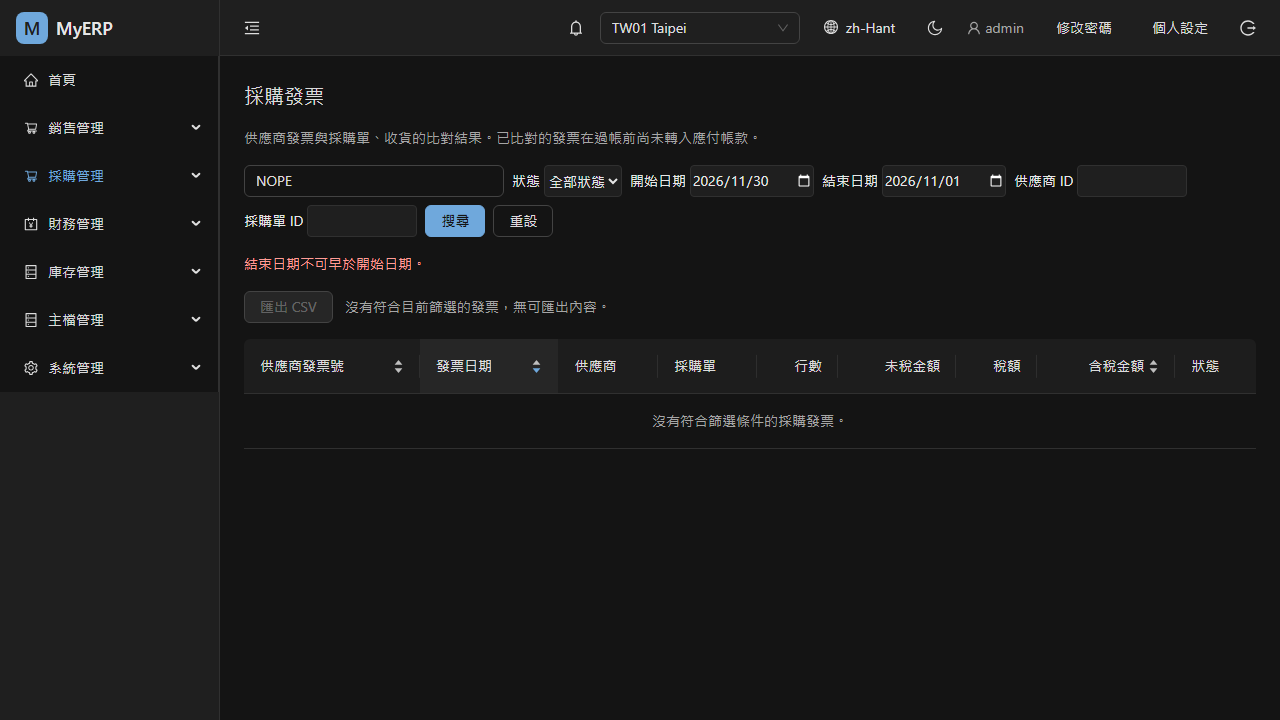 M MyERP
TW01 Taipei
zh-Hant
admin
修改密碼
個人設定
首頁
銷售管理
採購管理
財務管理
庫存管理
主檔管理
系統管理
採購發票
供應商發票與採購單、收貨的比對結果。已比對的發票在過帳前尚未轉入應付帳款。
NOPE 狀態 全部狀態 開始日期 2026/11/30 結束日期 2026/11/01 供應商 ID
採購單 ID 搜尋 重設
結束日期不可早於開始日期。
匯出 CSV 沒有符合目前篩選的發票，無可匯出內容。
供應商發票號 發票日期 供應商 採購單 行數 未稅金額 稅額 含稅金額 狀態
沒有符合篩選條件的採購發票。